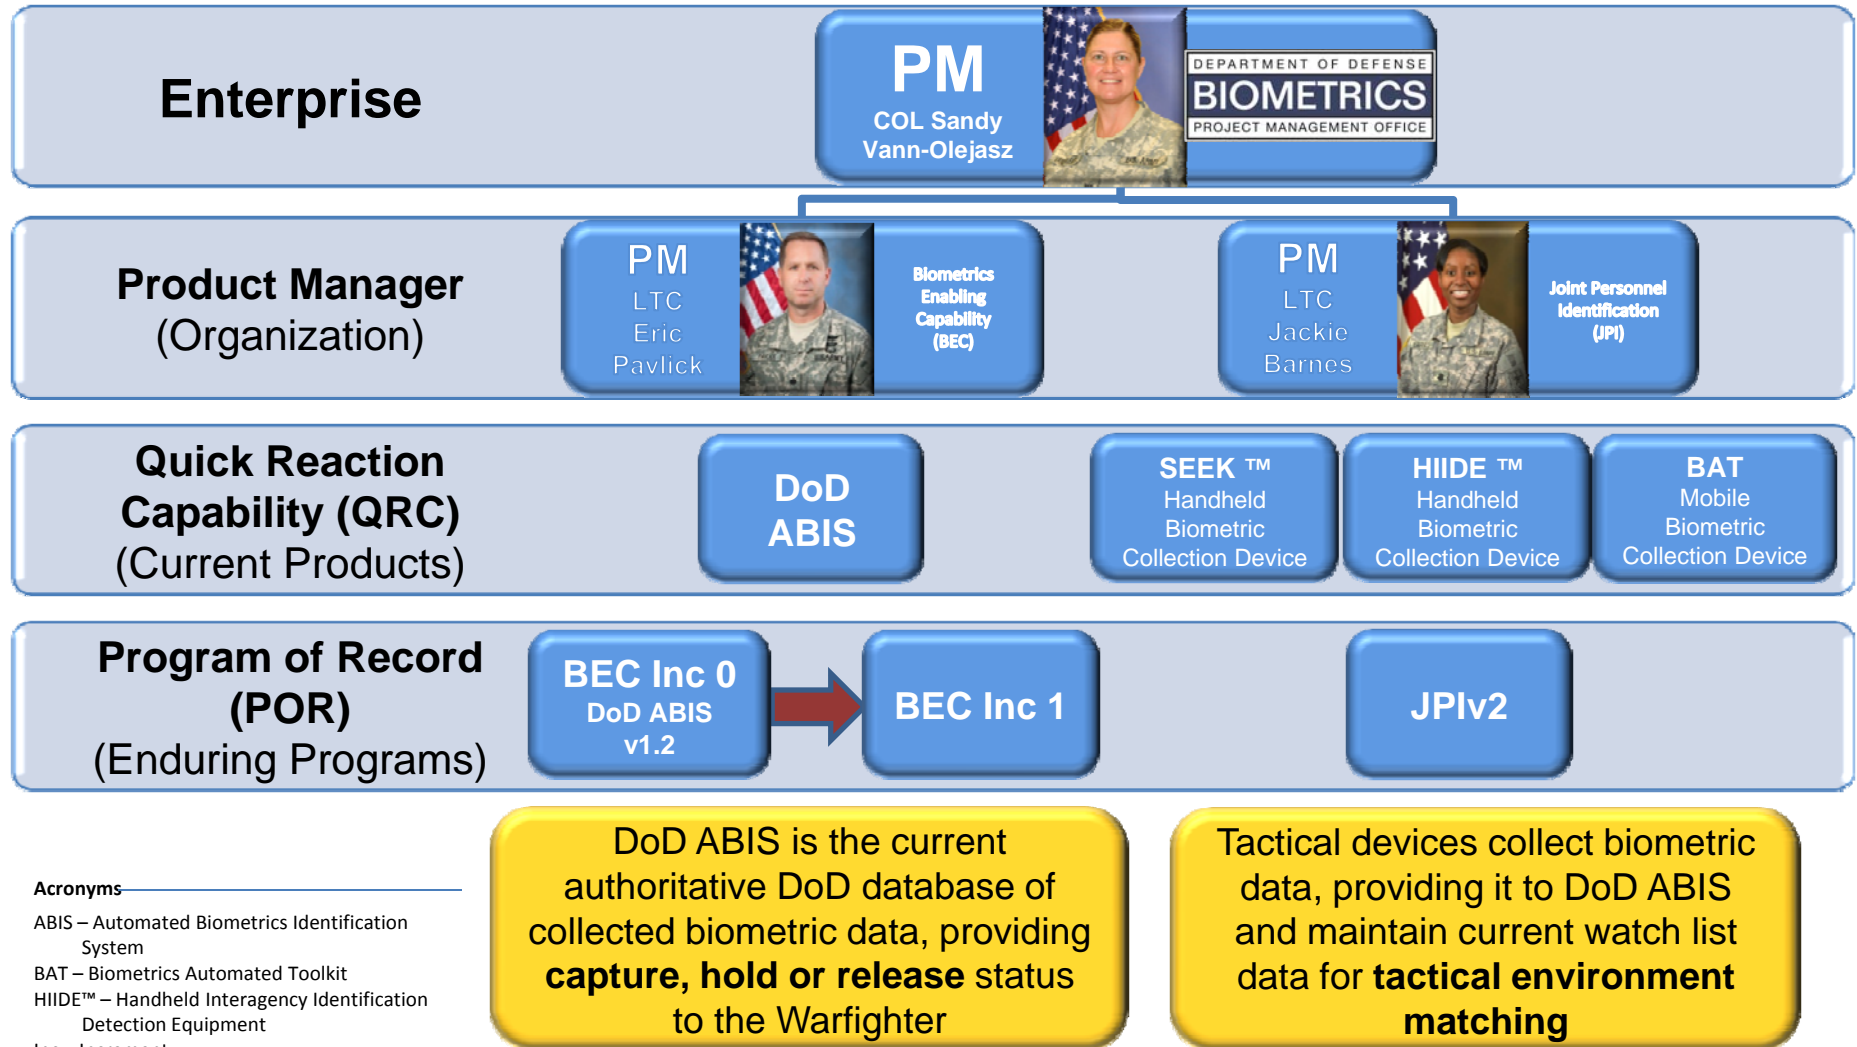 Enterprise
PM
COL Sandy
Vann-Olejasz
DEPARTMENT OF DEFENSE
BIOMETRICS
PROJECT MANAGEMENT OFFICE
Product Manager
(Organization)
PM
LTC
Eric
Pavlick
Biometrics
Enabling
Capability
(BEC)
PM
LTC
Jackie
Barnes
Joint Personnel
Identification
(JPI)
Quick Reaction
Capability (QRC)
(Current Products)
DoD
ABIS
SEEK ™
Handheld
Biometric
Collection Device
HIIDE ™
Handheld
Biometric
Collection Device
BAT
Mobile
Biometric
Collection Device
Program of Record
(POR)
(Enduring Programs)
BEC Inc 0
DoD ABIS
v1.2
BEC Inc 1
JPIv2
DoD ABIS is the current
authoritative DoD database of
collected biometric data, providing
capture, hold or release status
to the Warfighter
Tactical devices collect biometric
data, providing it to DoD ABIS
and maintain current watch list
data for tactical environment
matching
Acronyms
ABIS – Automated Biometrics Identification
System
BAT – Biometrics Automated Toolkit
HIIDE™ – Handheld Interagency Identification
Detection Equipment